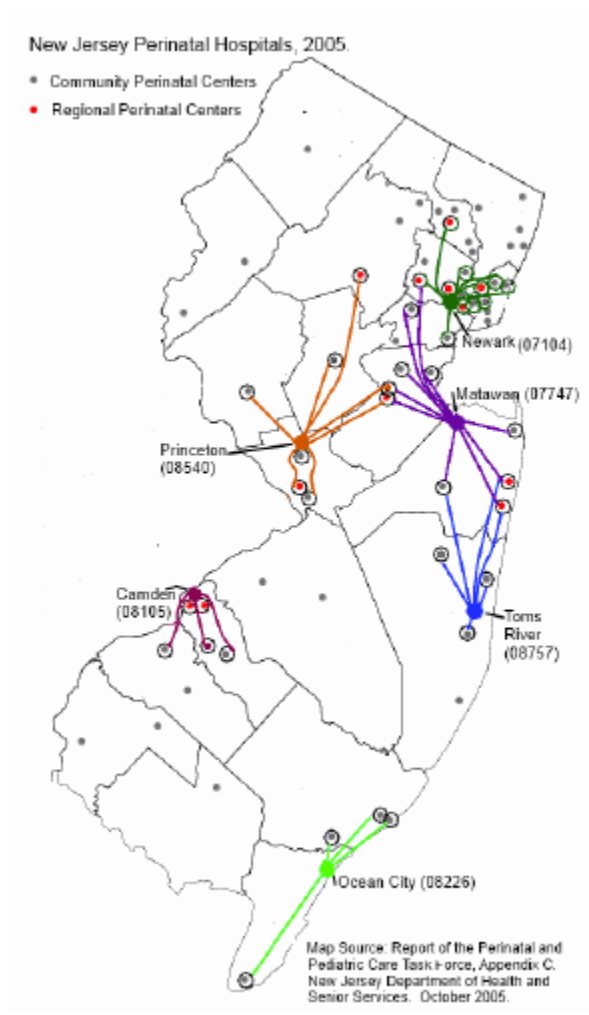 New Jersey Perinatal Hospitals, 2005.
Community Perinatal Centers
Regional Perinatal Centers
Newark (07104)
Matawan (07747)
Princeton
(08540)
Camden
(08105)
Toms
River
(08757)
Ocean City (08226)
Map Source: Report of the Perinatal and
Pediatric Care Task Force, Appendix C.
New Jersey Department of Health and
Senior Services. October 2005.